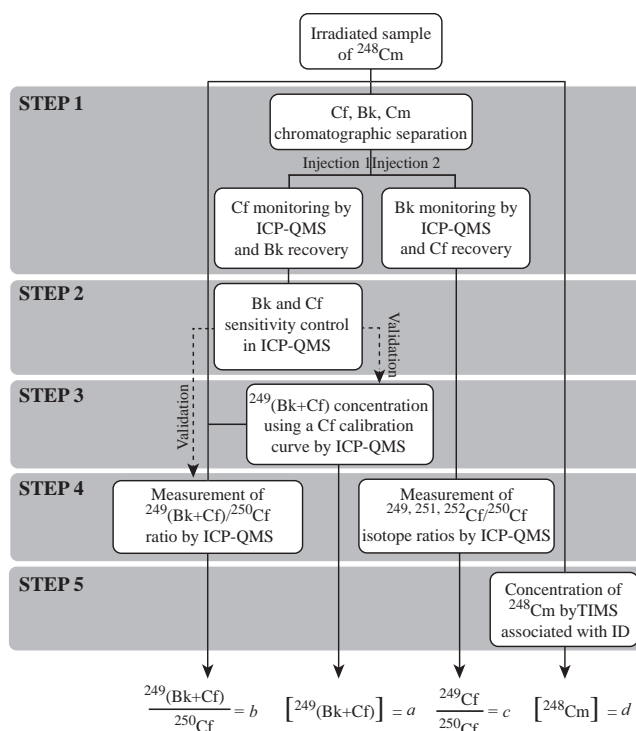 Irradiated sample
of ²⁴⁸Cm
STEP 1
Cf, Bk, Cm
chromatographic separation
Injection 1
Injection 2
Cf monitoring by
ICP-QMS
and Bk recovery
Bk monitoring by
ICP-QMS
and Cf recovery
STEP 2
Bk and Cf
sensitivity control
in ICP-QMS
Validation
Validation
STEP 3
²⁴⁹(Bk+Cf) concentration
using a Cf calibration
curve by ICP-QMS
STEP 4
Measurement of
²⁴⁹(Bk+Cf)/²⁵⁰Cf
ratio by ICP-QMS
Measurement of
²⁴⁹, ²⁵¹, ²⁵²Cf/²⁵⁰Cf
isotope ratios by ICP-QMS
STEP 5
Concentration of
²⁴⁸Cm byTIMS
associated with ID
²⁴⁹(Bk+Cf)
²⁵⁰Cf
= b
[²⁴⁹(Bk+Cf)] = a
²⁴⁹Cf
²⁵⁰Cf
= c
[²⁴⁸Cm] = d